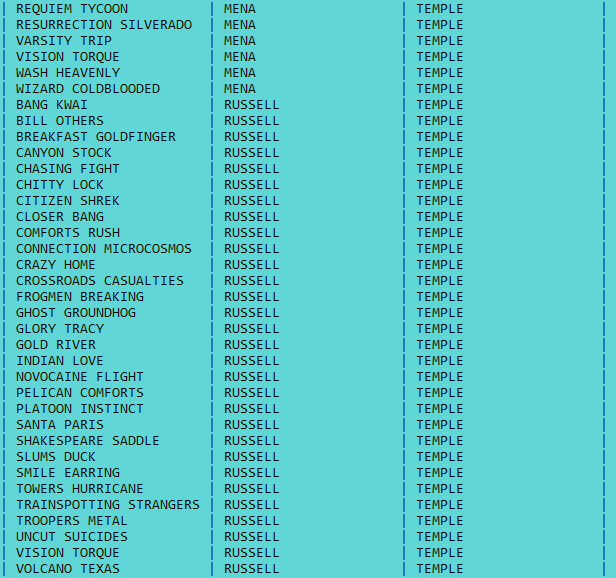 | REQUIEM TYCOON | MENA | TEMPLE |
| RESURRECTION SILVERADO | MENA | TEMPLE |
| VARSITY TRIP | MENA | TEMPLE |
| VISION TORQUE | MENA | TEMPLE |
| WASH HEAVENLY | MENA | TEMPLE |
| WIZARD COLDBLOODED | MENA | TEMPLE |
| BANG KWAI | RUSSELL | TEMPLE |
| BILL OTHERS | RUSSELL | TEMPLE |
| BREAKFAST GOLDFINGER | RUSSELL | TEMPLE |
| CANYON STOCK | RUSSELL | TEMPLE |
| CHASING FIGHT | RUSSELL | TEMPLE |
| CHITTY LOCK | RUSSELL | TEMPLE |
| CITIZEN SHREK | RUSSELL | TEMPLE |
| CLOSER BANG | RUSSELL | TEMPLE |
| COMFORTS RUSH | RUSSELL | TEMPLE |
| CONNECTION MICROCOSMOS | RUSSELL | TEMPLE |
| CRAZY HOME | RUSSELL | TEMPLE |
| CROSSROADS CASUALTIES | RUSSELL | TEMPLE |
| FROGMEN BREAKING | RUSSELL | TEMPLE |
| GHOST GROUNDHOG | RUSSELL | TEMPLE |
| GLORY TRACY | RUSSELL | TEMPLE |
| GOLD RIVER | RUSSELL | TEMPLE |
| INDIAN LOVE | RUSSELL | TEMPLE |
| NOVOCAINE FLIGHT | RUSSELL | TEMPLE |
| PELICAN COMFORTS | RUSSELL | TEMPLE |
| PLATOON INSTINCT | RUSSELL | TEMPLE |
| SANTA PARIS | RUSSELL | TEMPLE |
| SHAKESPEARE SADDLE | RUSSELL | TEMPLE |
| SLUMS DUCK | RUSSELL | TEMPLE |
| SMILE EARRING | RUSSELL | TEMPLE |
| TOWERS HURRICANE | RUSSELL | TEMPLE |
| TRAINSPOTTING STRANGERS | RUSSELL | TEMPLE |
| TROOPERS METAL | RUSSELL | TEMPLE |
| UNCUT SUICIDES | RUSSELL | TEMPLE |
| VISION TORQUE | RUSSELL | TEMPLE |
| VOLCANO TEXAS | RUSSELL | TEMPLE |